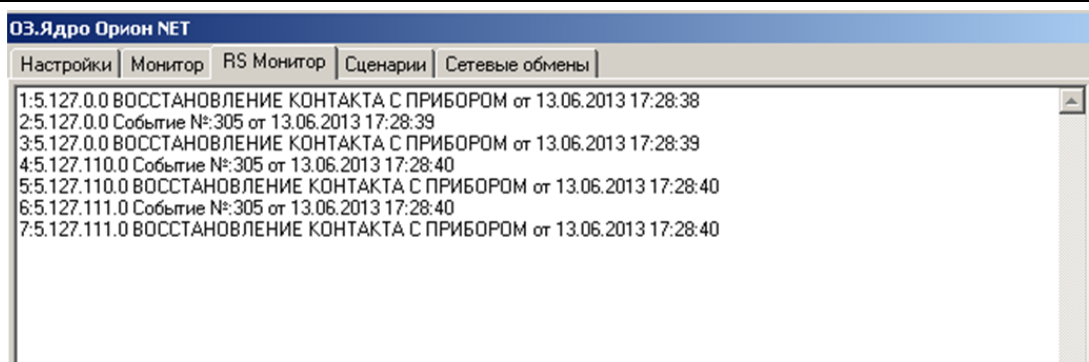 ОЗ.Ядро Орион NET
Настройки Монитор RS Монитор Сценарии Сетевые обмены
1:5.127.0.0 ВОССТАНОВЛЕНИЕ КОНТАКТА С ПРИБОРОМ от 13.06.2013 17:28:38
2:5.127.0.0 Событие №:305 от 13.06.2013 17:28:39
3:5.127.0.0 ВОССТАНОВЛЕНИЕ КОНТАКТА С ПРИБОРОМ от 13.06.2013 17:28:39
4:5.127.110.0 Событие №:305 от 13.06.2013 17:28:40
5:5.127.110.0 ВОССТАНОВЛЕНИЕ КОНТАКТА С ПРИБОРОМ от 13.06.2013 17:28:40
6:5.127.111.0 Событие №:305 от 13.06.2013 17:28:40
7:5.127.111.0 ВОССТАНОВЛЕНИЕ КОНТАКТА С ПРИБОРОМ от 13.06.2013 17:28:40